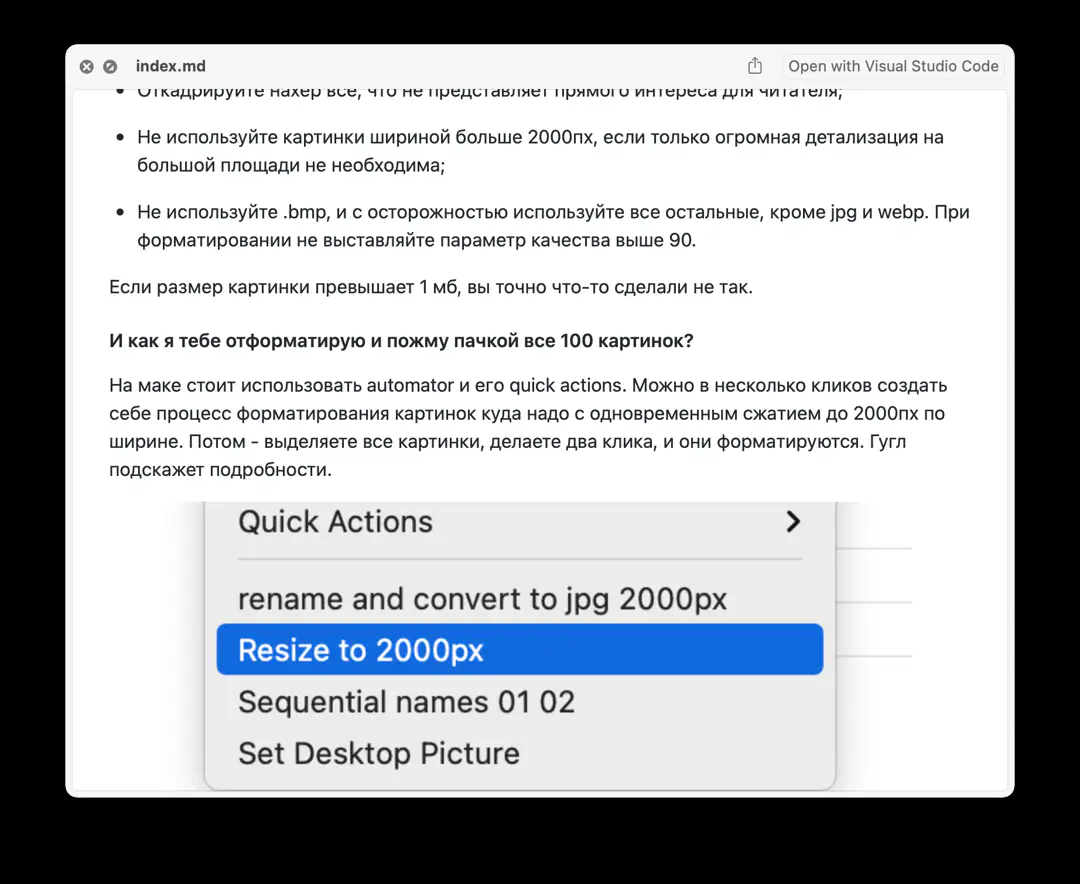 index.md
Open with Visual Studio Code
Откадрируйте нахер все, что не представляет прямого интереса для читателя;
Не используйте картинки шириной больше 2000пх, если только огромная детализация на
большой площади не необходима;
Не используйте .bmp, и с осторожностью используйте все остальные, кроме jpg и webp. При
форматировании не выставляйте параметр качества выше 90.
Если размер картинки превышает 1 мб, вы точно что-то сделали не так.
И как я тебе отформатирую и пожму пачкой все 100 картинок?
На маке стоит использовать automator и его quick actions. Можно в несколько кликов создать
себе процесс форматирования картинок куда надо с одновременным сжатием до 2000пх по
ширине. Потом - выделяете все картинки, делаете два клика, и они форматируются. Гугл
подскажет подробности.
Quick Actions
rename and convert to jpg 2000px
Resize to 2000px
Sequential names 01 02
Set Desktop Picture